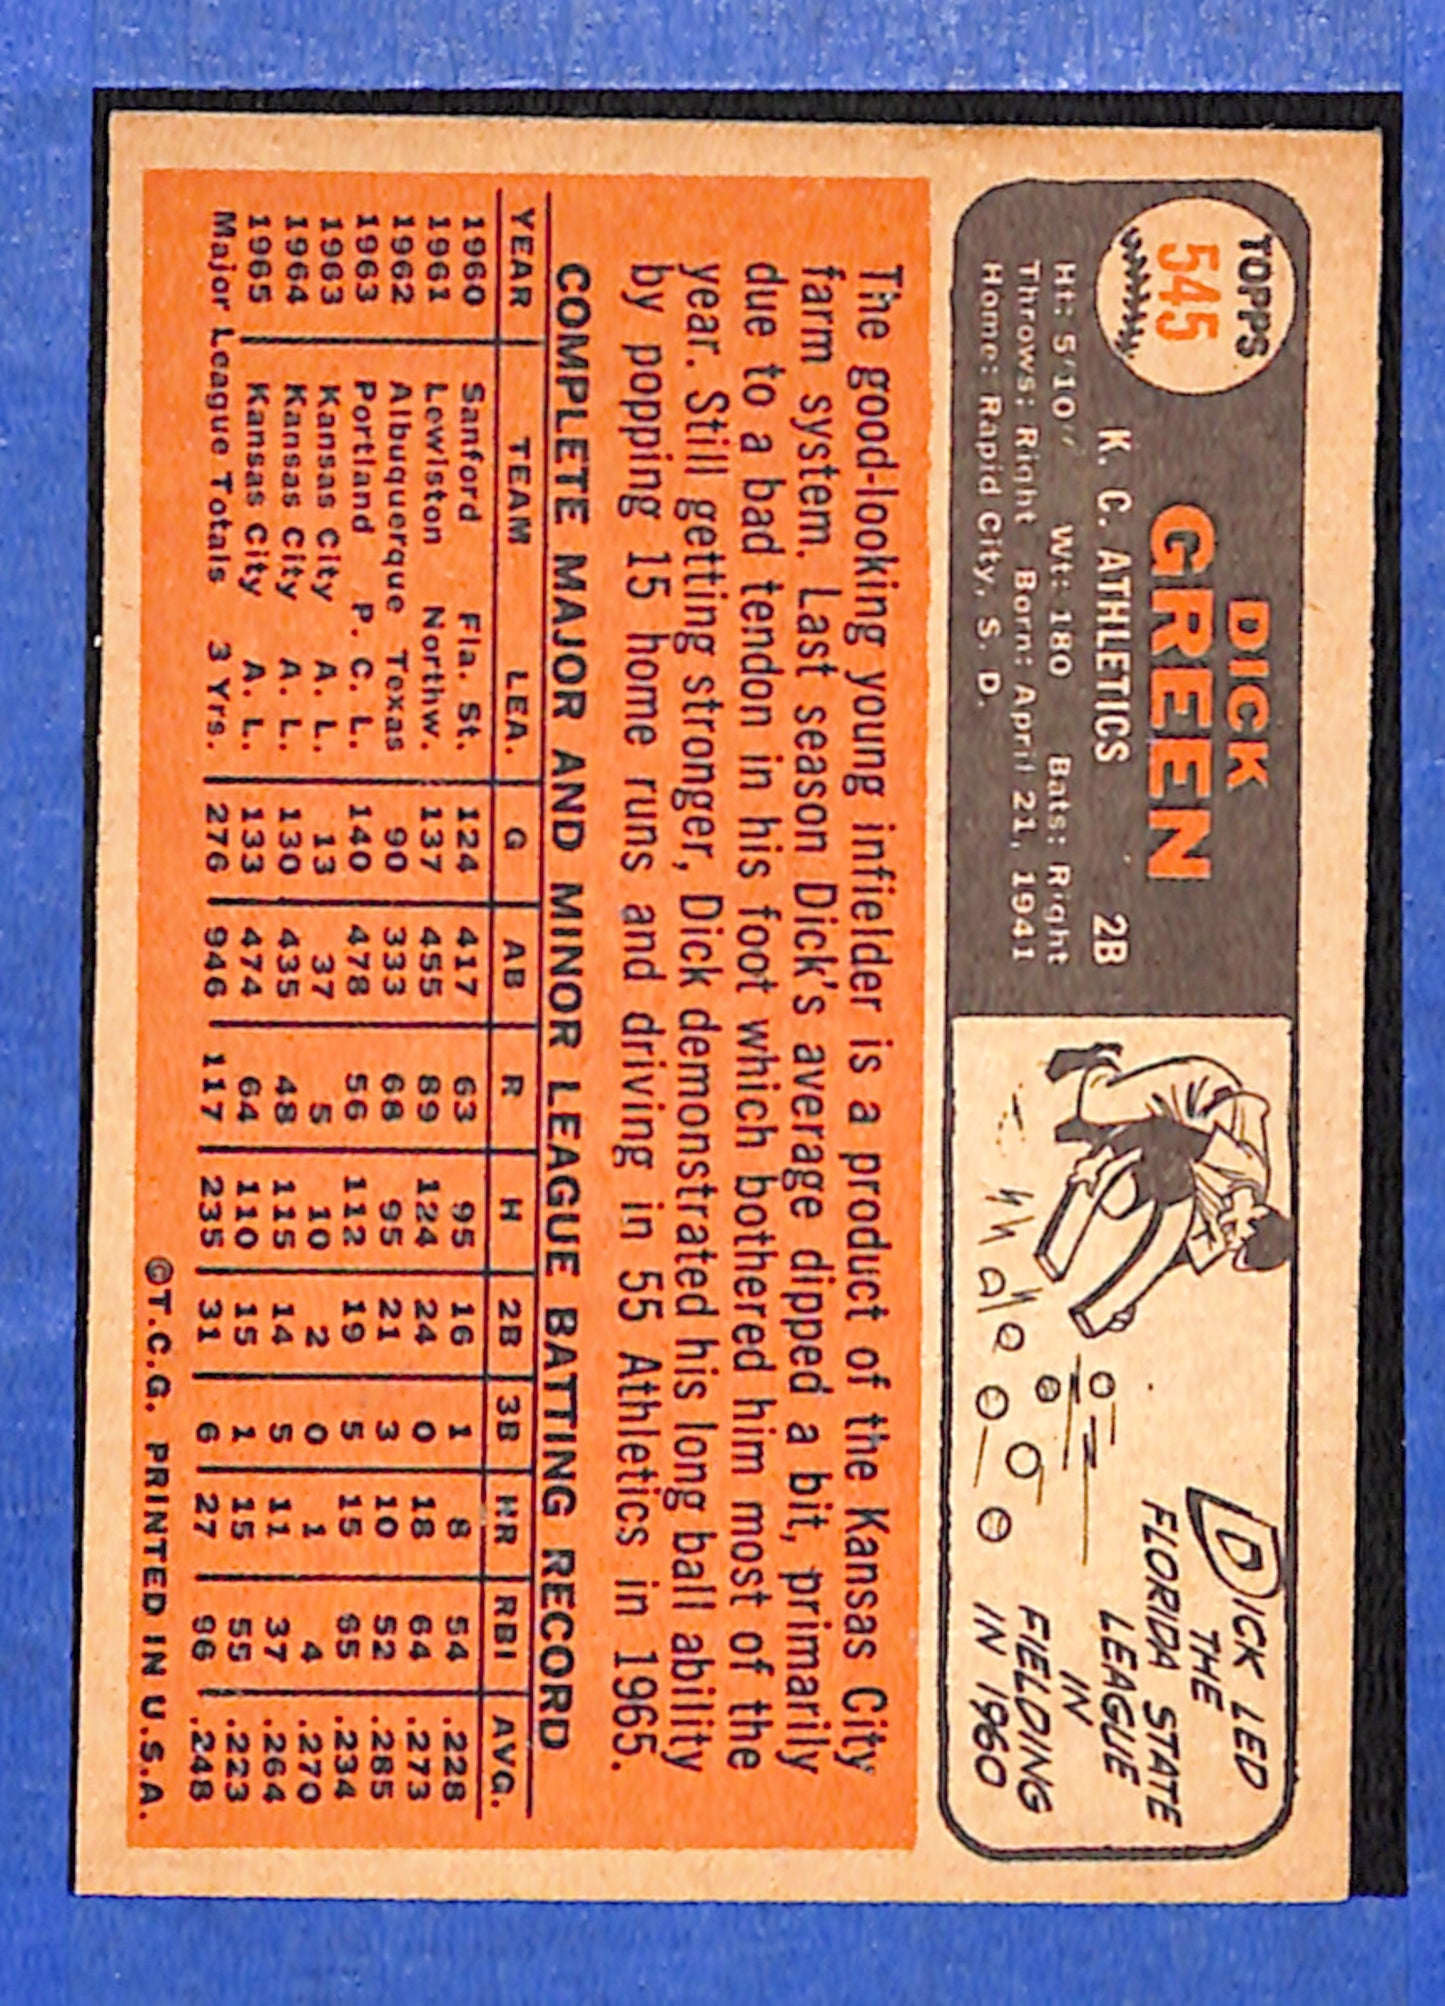 TOPPS
545
DICK
GREEN
K. C. ATHLETICS 2B
Ht: 5'10" Wt: 180 Bats: Right
Throws: Right Born: April 21, 1941
Home: Rapid City, S. D.
DICK LED
THE
FLORIDA STATE
LEAGUE
IN
FIELDING
IN 1960
The good-looking young infielder is a product of the Kansas City
farm system. Last season Dick's average dipped a bit, primarily
due to a bad tendon in his foot which bothered him most of the
year. Still getting stronger, Dick demonstrated his long ball ability
by popping 15 home runs and driving in 55 Athletics in 1965.
COMPLETE MAJOR AND MINOR LEAGUE BATTING RECORD
YEAR TEAM LEA. G AB R H 2B 3B HR RBI AVG.
1960 Sanford Fla. St. 124 417 63 95 16 1 8 54 .228
1961 Lewiston Northw. 137 455 89 124 24 0 18 64 .273
1962 Albuquerque Texas 90 333 68 95 21 3 10 52 .285
1963 Portland P. C. L. 140 478 56 112 19 5 15 65 .234
1963 Kansas City A. L. 13 37 5 10 2 0 1 4 .270
1964 Kansas City A. L. 130 435 48 115 14 5 11 37 .264
1965 Kansas City A. L. 133 474 64 110 15 1 15 55 .223
Major League Totals 3 Yrs. 276 946 117 235 31 6 27 96 .248
©T.C.G. PRINTED IN U.S.A.